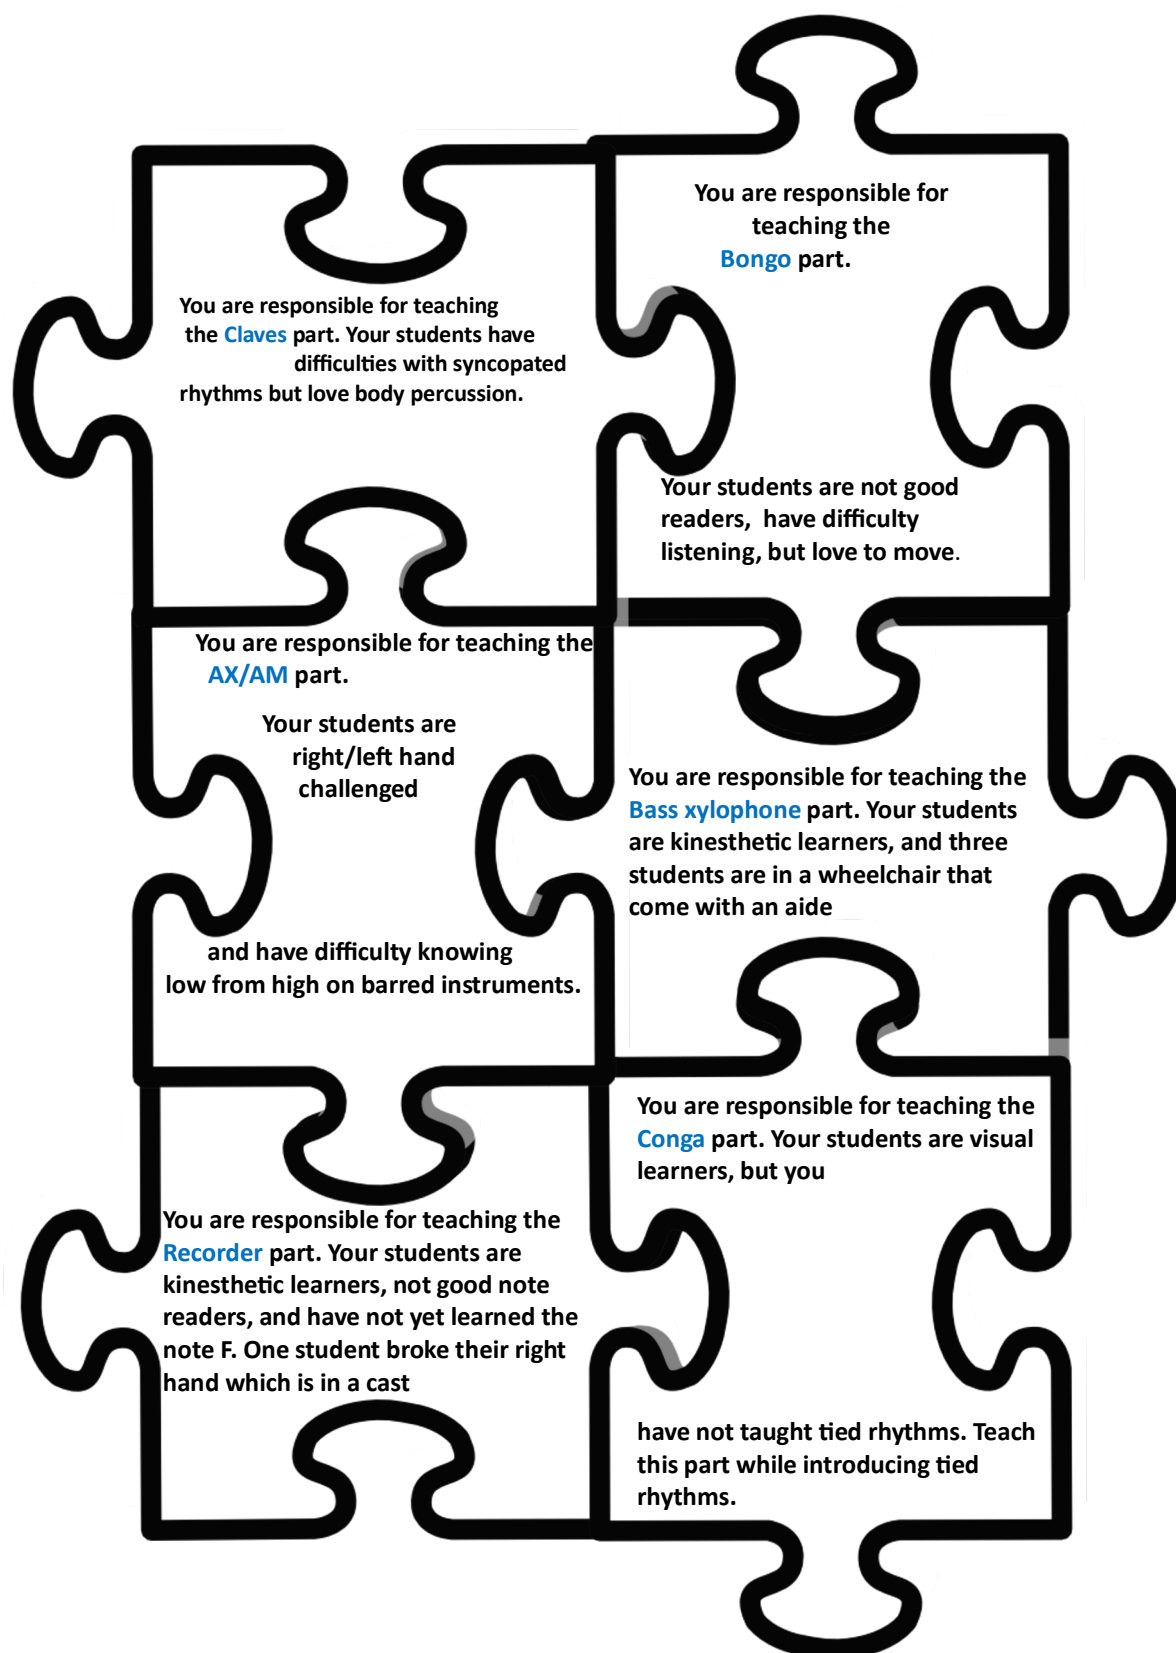 You are responsible for
teaching the
Bongo part.
You are responsible for teaching
the Claves part. Your students have
difficulties with syncopated
rhythms but love body percussion.
Your students are not good
readers, have difficulty
listening, but love to move.
You are responsible for teaching the
AX/AM part.
Your students are
right/left hand
challenged
and have difficulty knowing
low from high on barred instruments.
You are responsible for teaching the
Bass xylophone part. Your students
are kinesthetic learners, and three
students are in a wheelchair that
come with an aide
You are responsible for teaching the
Recorder part. Your students are
kinesthetic learners, not good note
readers, and have not yet learned the
note F. One student broke their right
hand which is in a cast
You are responsible for teaching the
Conga part. Your students are visual
learners, but you
have not taught tied rhythms. Teach
this part while introducing tied
rhythms.